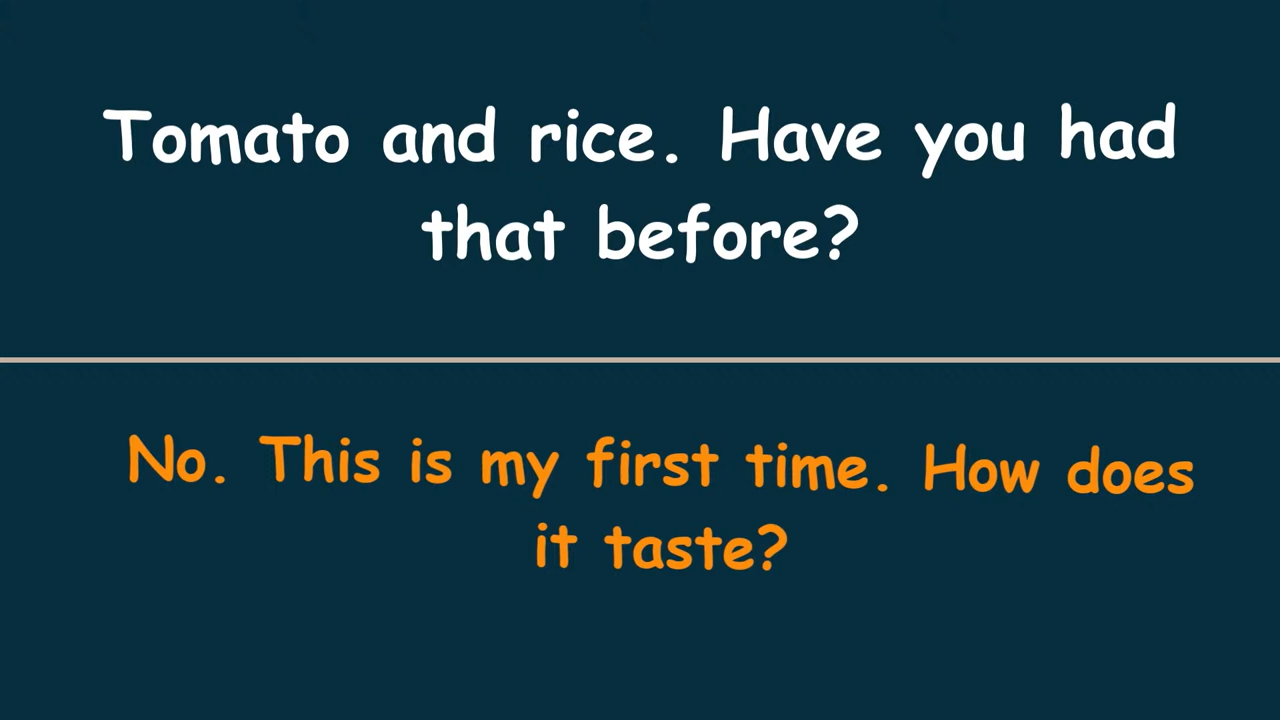 Tomato and rice. Have you had
that before?
No. This is my first time. How does
it taste?